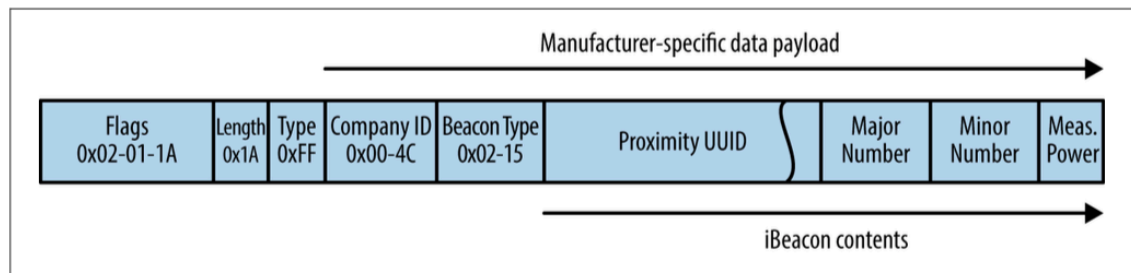 Manufacturer-specific data payload
Flags
0x02-01-1A
Length
0x1A
Type
0xFF
Company ID
0x00-4C
Beacon Type
0x02-15
Proximity UUID
Major
Number
Minor
Number
Meas.
Power
iBeacon contents